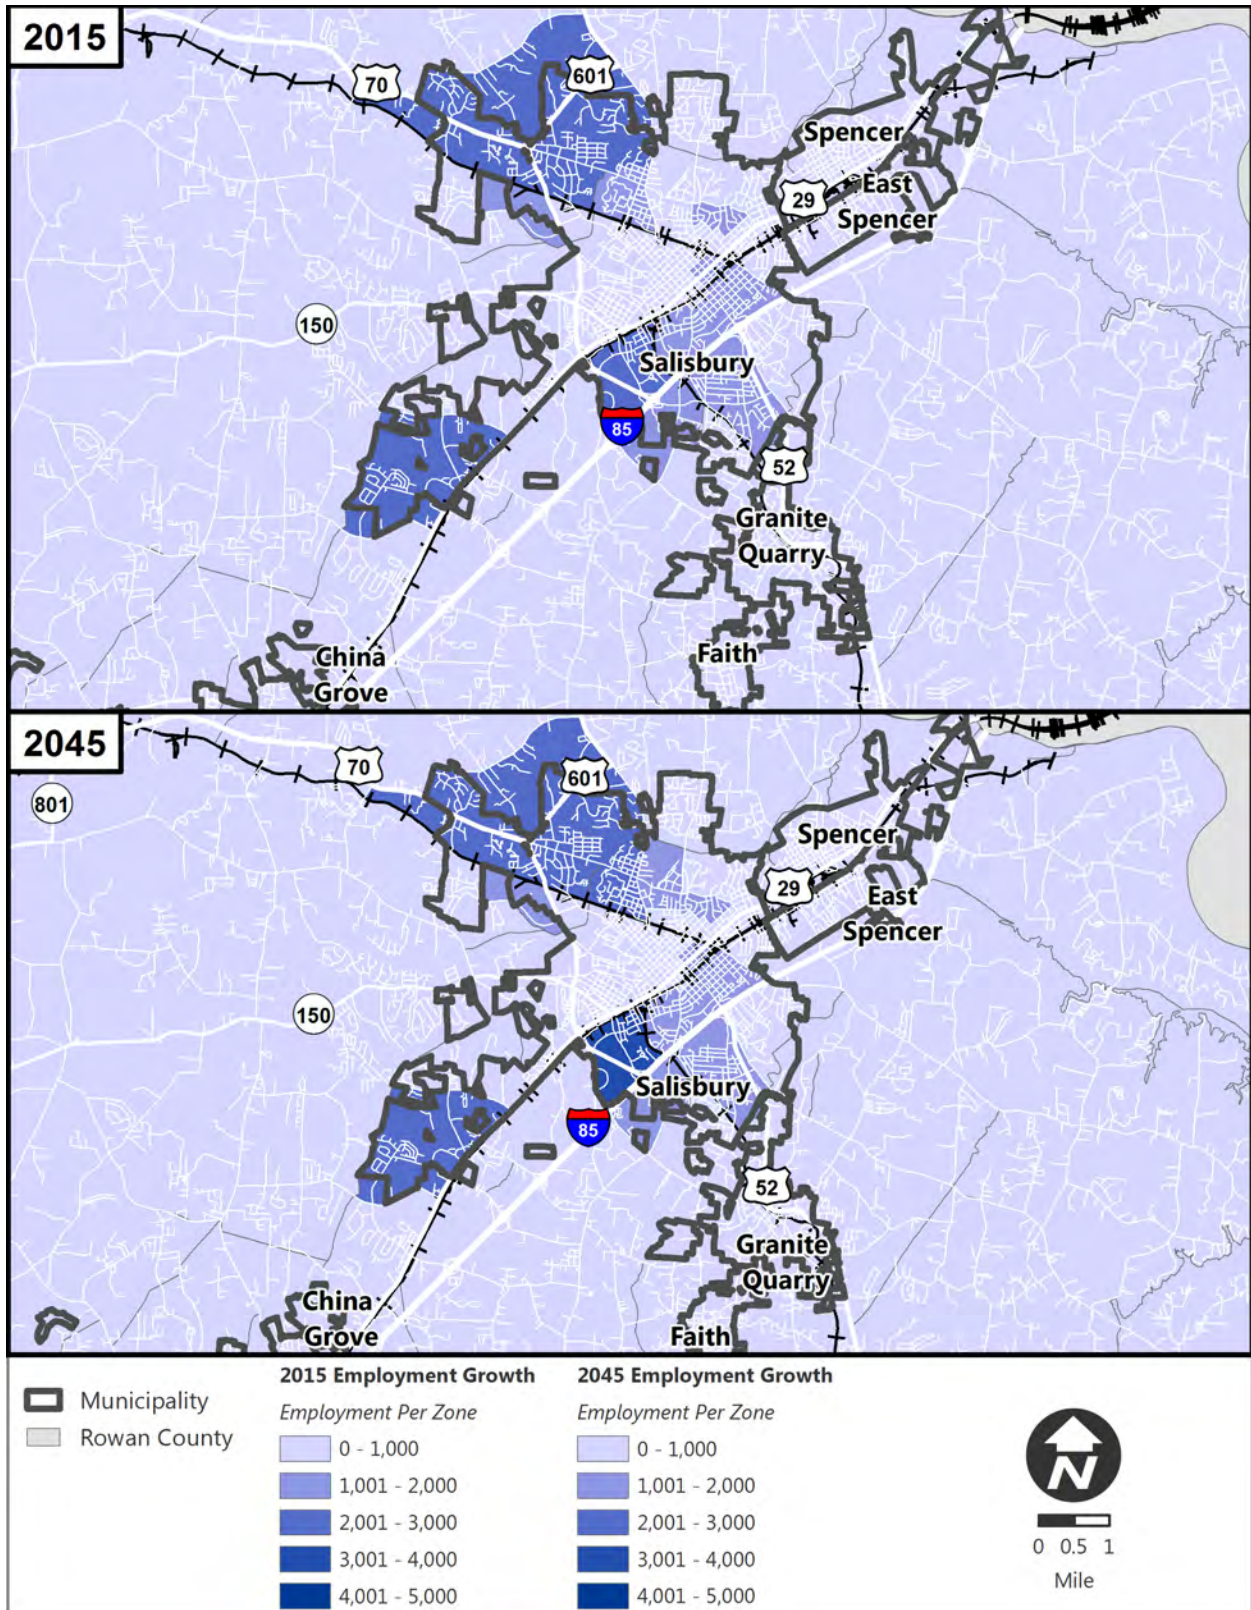 2015
70
601
Spencer
29
East
Spencer
150
Salisbury
85
52
Granite
Quarry
Faith
China
Grove
2045
70
601
801
Spencer
29
East
Spencer
150
Salisbury
85
52
Granite
Quarry
China
Grove
Faith
Municipality
Rowan County
2015 Employment Growth
Employment Per Zone
0 - 1,000
1,001 - 2,000
2,001 - 3,000
3,001 - 4,000
4,001 - 5,000
2045 Employment Growth
Employment Per Zone
0 - 1,000
1,001 - 2,000
2,001 - 3,000
3,001 - 4,000
4,001 - 5,000
N
0 0.5 1
Mile